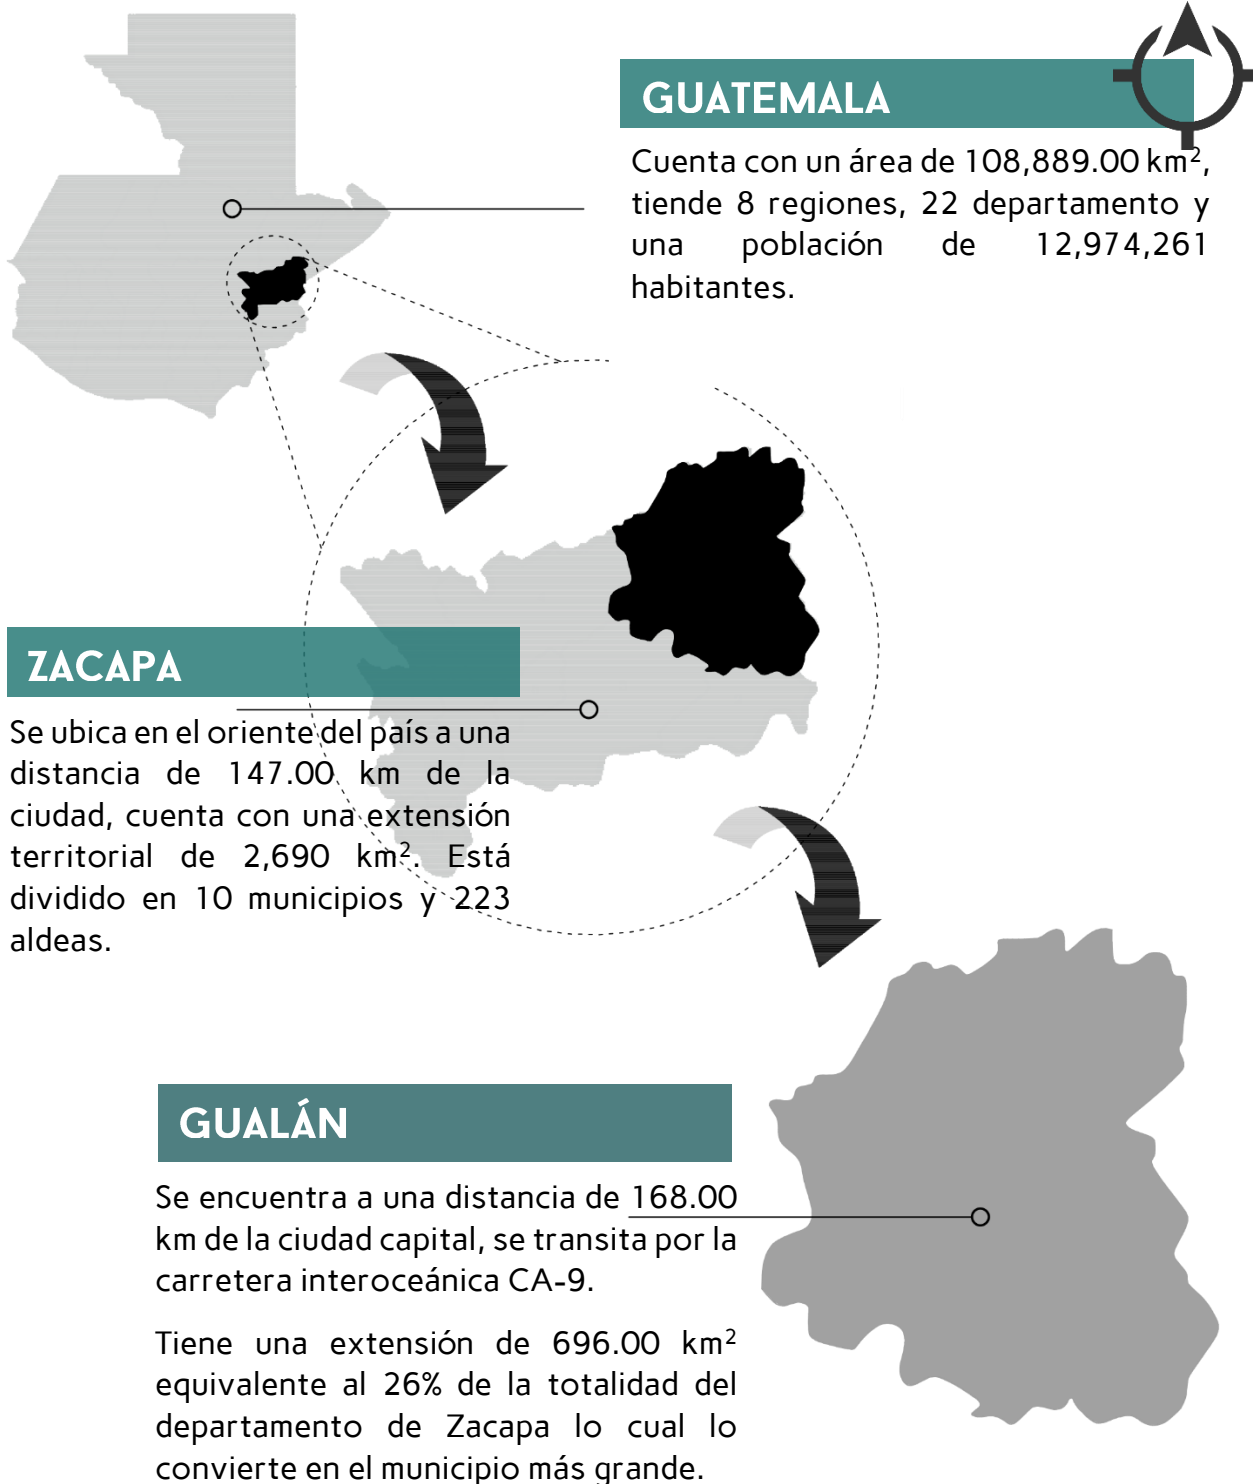 GUATEMALA
Cuenta con un área de 108,889.00 km²,
tiende 8 regiones, 22 departamento y
una población de 12,974,261
habitantes.
ZACAPA
Se ubica en el oriente del país a una
distancia de 147.00 km de la
ciudad, cuenta con una extensión
territorial de 2,690 km². Está
dividido en 10 municipios y 223
aldeas.
GUALÁN
Se encuentra a una distancia de 168.00
km de la ciudad capital, se transita por la
carretera interoceánica CA-9.
Tiene una extensión de 696.00 km²
equivalente al 26% de la totalidad del
departamento de Zacapa lo cual lo
convierte en el municipio más grande.